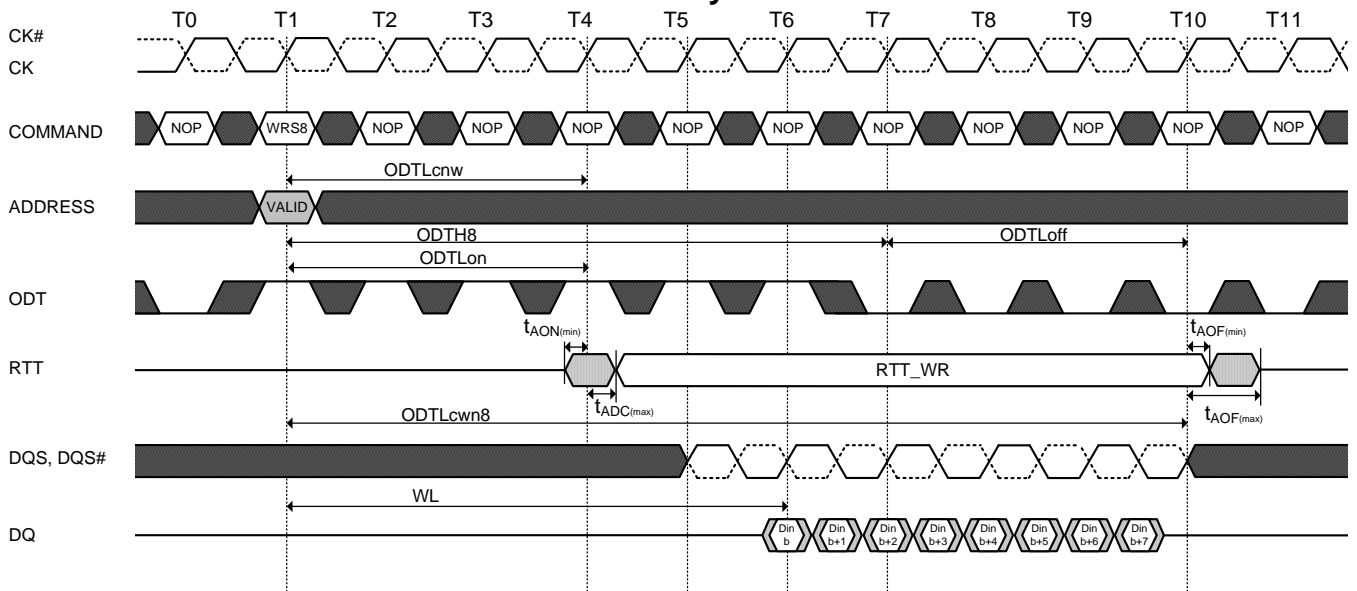 T0 T1 T2 T3 T4 T5 T6 T7 T8 T9 T10 T11
CK#
CK
COMMAND NOP WRS8 NOP NOP NOP NOP NOP NOP NOP NOP NOP NOP
ODTLcnw
ADDRESS VALID
ODTH8 ODTLoff
ODTLon
ODT
tAON(min) tAOF(min)
RTT RTT_WR
tADC(max) tAOF(max)
ODTLcwn8
DQS, DQS#
WL
DQ Din b Din b+1 Din b+2 Din b+3 Din b+4 Din b+5 Din b+6 Din b+7